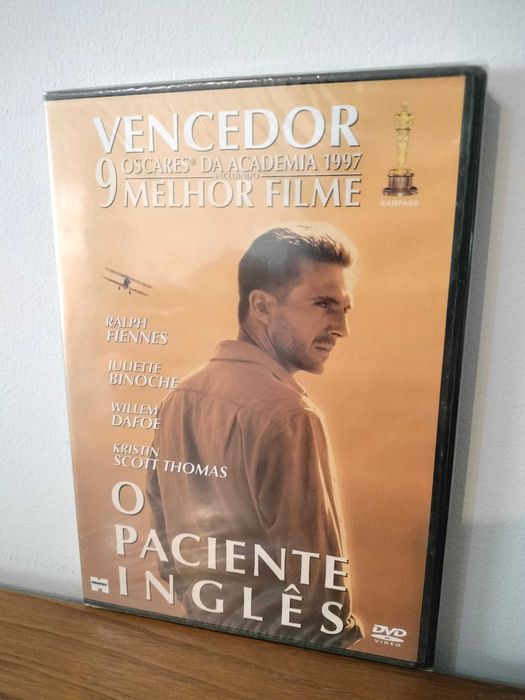 VENCEDOR
9 OSCARES® DA ACADEMIA 1997
INCLUINDO
MELHOR FILME
©AMPAS®
RALPH
FIENNES
JULIETTE
BINOCHE
WILLEM
DAFOE
KRISTIN
SCOTT THOMAS
O
PACIENTE
INGLÊS
DVD
VIDEO